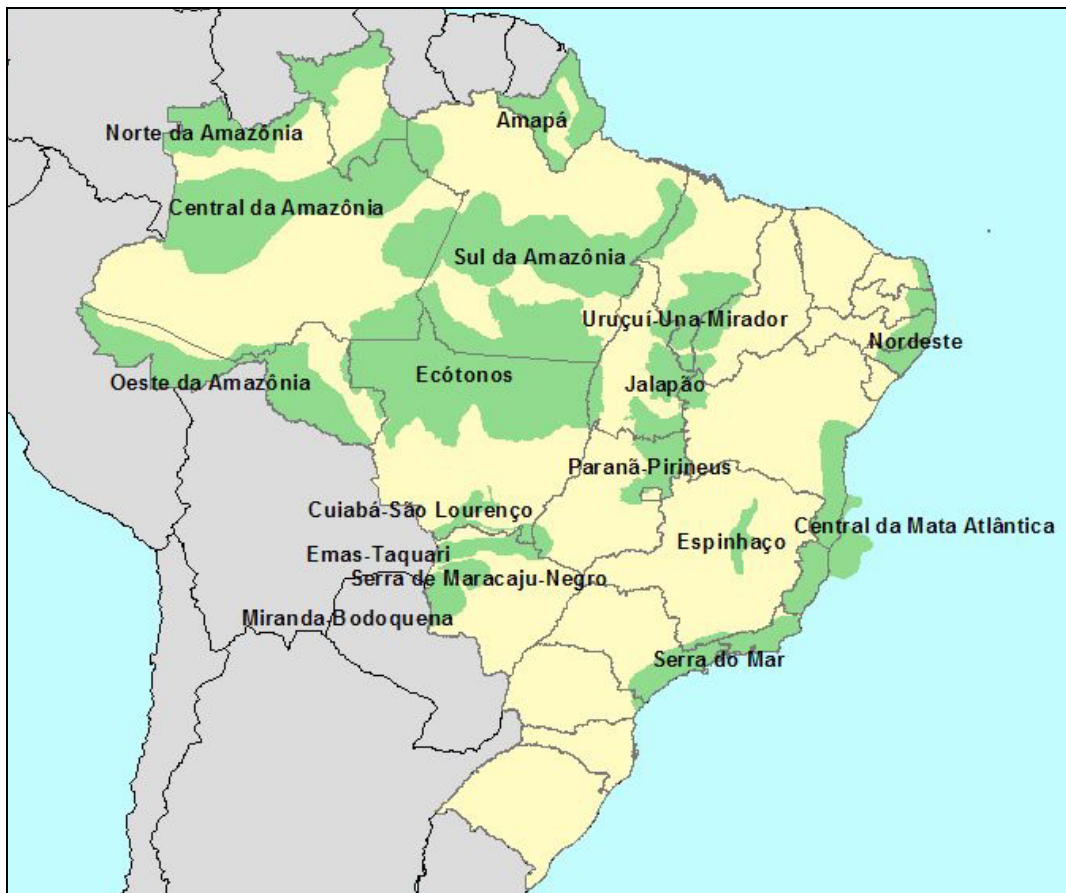 Amapá
Norte da Amazônia
Central da Amazônia
Sul da Amazônia
Uruçuí-Una-Mirador
Nordeste
Oeste da Amazônia
Ecótonos
Jalapão
Paranã-Pirineus
Cuiabá-São Lourenço
Central da Mata Atlântica
Espinhaço
Emas-Taquari
Serra de Maracaju-Negro
Miranda-Bodoquena
Serra do Mar